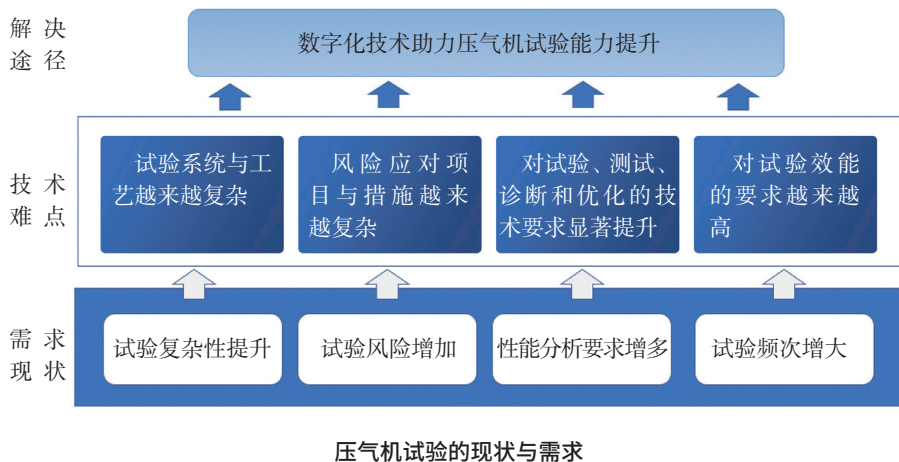 解决
途径
数字化技术助力压气机试验能力提升
技术
难点
试验系统与工
艺越来越复杂
风险应对项
目与措施越来
越复杂
对试验、测试、
诊断和优化的技
术要求显著提升
对试验效能
的要求越来越
高
需求
现状
试验复杂性提升
试验风险增加
性能分析要求增多
试验频次增大
压气机试验的现状与需求